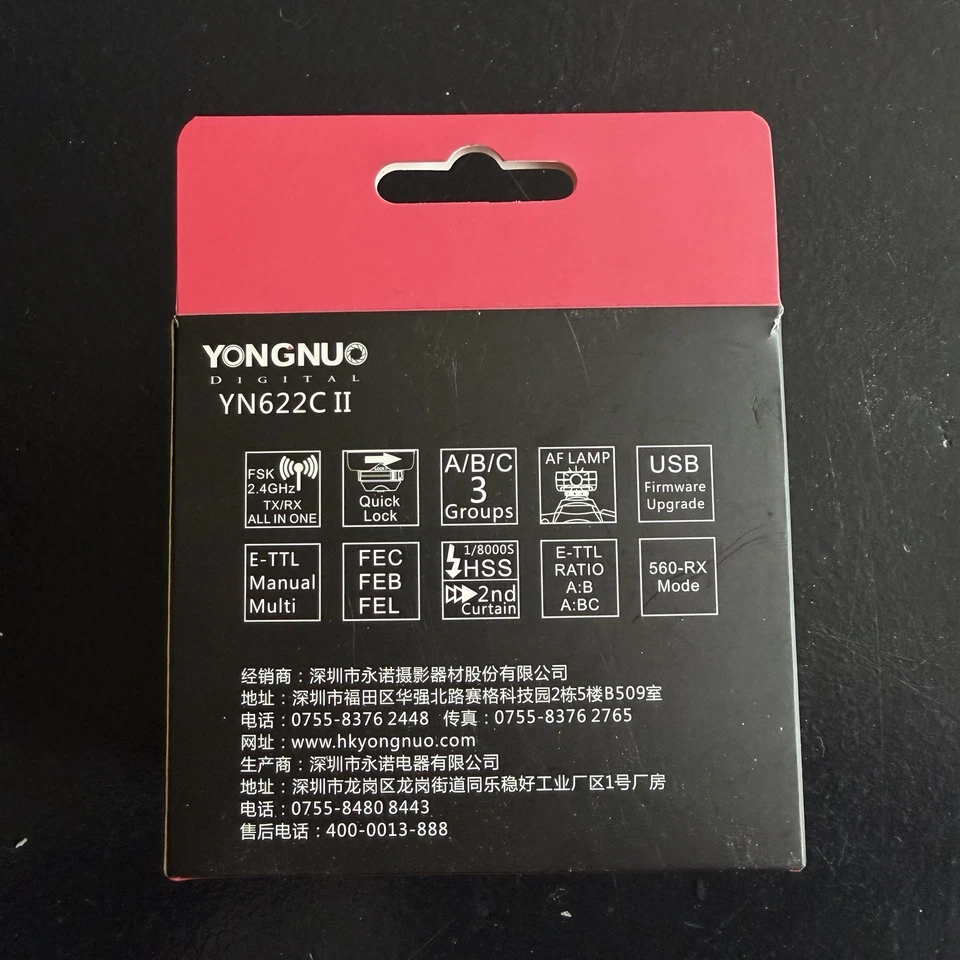 YONGNUO
DIGITAL
YN622C II
FSK
2.4GHz
TX/RX
ALL IN ONE
LOCK
Quick
Lock
A/B/C
3
Groups
AF LAMP
USB
Firmware
Upgrade
E-TTL
Manual
Multi
FEC
FEB
FEL
1/8000S
HSS
2nd
Curtain
E-TTL
RATIO
A:B
A:BC
560-RX
Mode
经销商：深圳市永诺摄影器材股份有限公司
地址：深圳市福田区华强北路赛格科技园2栋5楼B509室
电话：0755-8376 2448 传真：0755-8376 2765
网址：www.hkyongnuo.com
生产商：深圳市永诺电器有限公司
地址：深圳市龙岗区龙岗街道同乐稳好工业厂区1号厂房
电话：0755-8480 8443
售后电话：400-0013-888